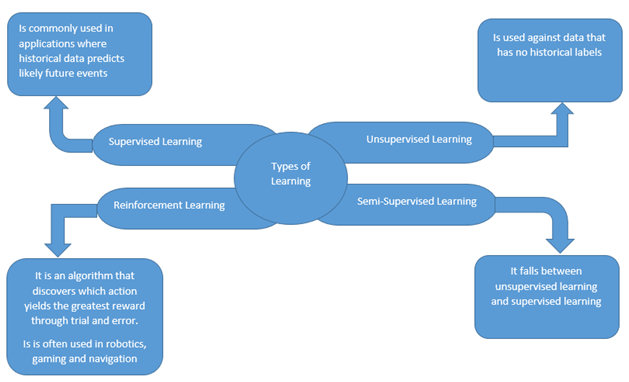 Is commonly used in
applications where
historical data predicts
likely future events
Is used against data that
has no historical labels
Supervised Learning
Unsupervised Learning
Types of
Learning
Reinforcement Learning
Semi-Supervised Learning
It is an algorithm that
discovers which action
yields the greatest reward
through trial and error.
Is is often used in robotics,
gaming and navigation
It falls between
unsupervised learning
and supervised learning